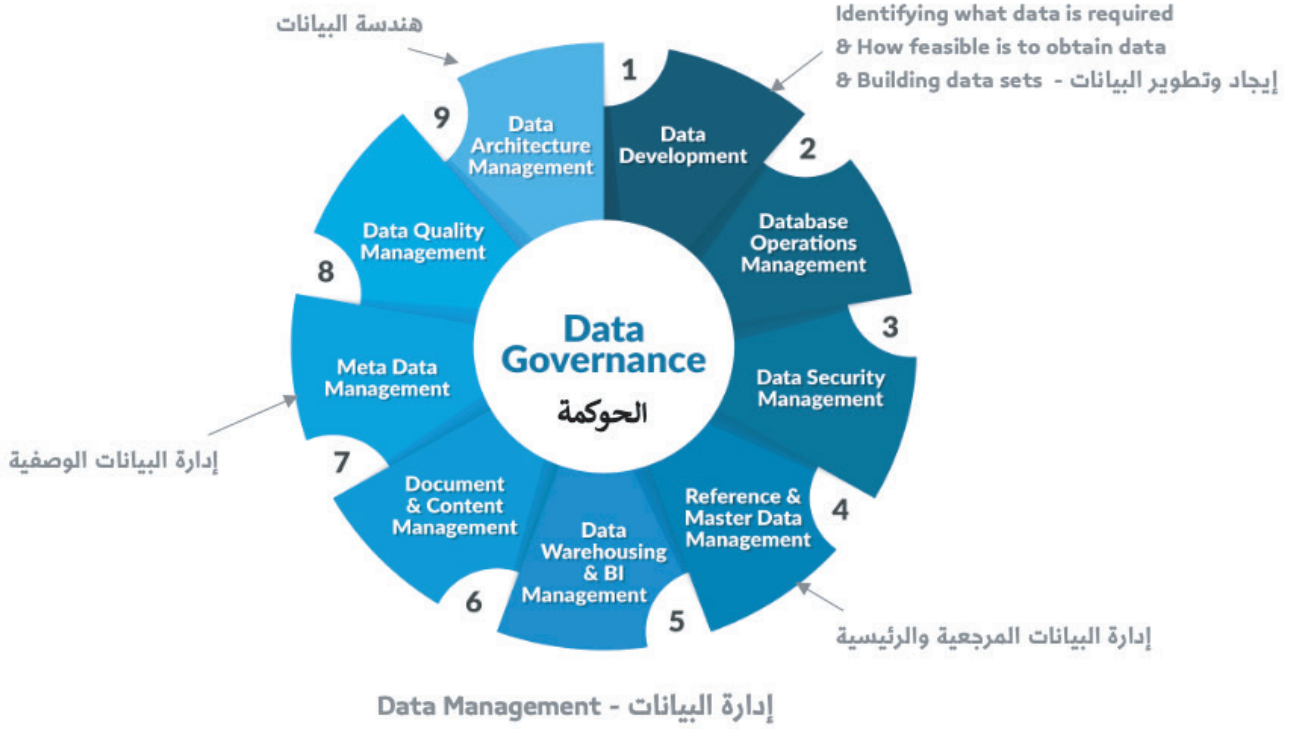 هندسة البيانات
Identifying what data is required
& How feasible is to obtain data
& Building data sets - إيجاد وتطوير البيانات
1
Data
Development
2
Database
Operations
Management
3
Data Security
Management
4
Reference &
Master Data
Management
إدارة البيانات المرجعية والرئيسية
5
Data
Warehousing
& BI
Management
6
Document
& Content
Management
7
Meta Data
Management
إدارة البيانات الوصفية
8
Data Quality
Management
9
Data
Architecture
Management
Data
Governance
الحوكمة
Data Management - إدارة البيانات